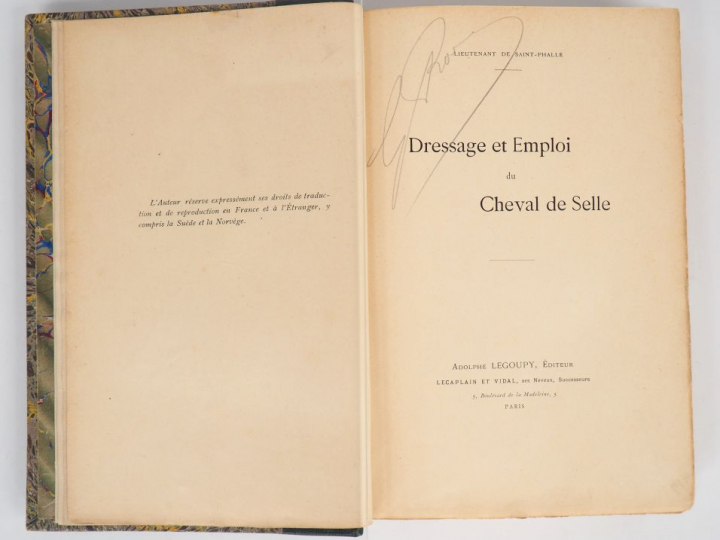 L'Auteur réserve expressément ses droits de traduc-
tion et de reproduction en France et à l'Étranger, y
compris la Suède et la Norvège.
LIEUTENANT DE SAINT-PHALLE
Dressage et Emploi
du
Cheval de Selle
ADOLPHE LEGOUPY, ÉDITEUR
LECAPLAIN ET VIDAL, SES NEVEUX, SUCCESSEURS
5, Boulevard de la Madeleine, 5
PARIS